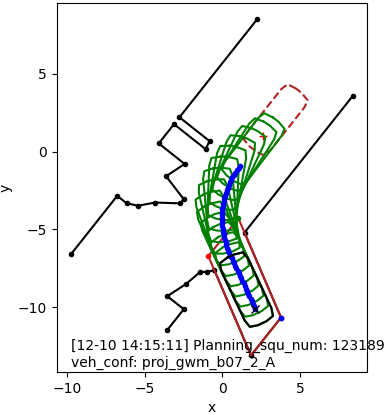 5
0
−5
−10
y
[12-10 14:15:11] Planning_squ_num: 123189
veh_conf: proj_gwm_b07_2_A
−10 −5 0 5
x